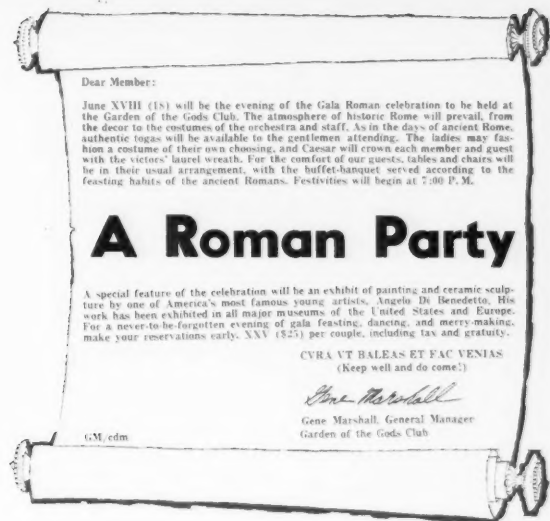 Dear Member:
June XVIII (18) will be the evening of the Gala Roman celebration to be held at
the Garden of the Gods Club. The atmosphere of historic Rome will prevail, from
the decor to the costumes of the orchestra and staff. As in the days of ancient Rome,
authentic togas will be available to the gentlemen attending. The ladies may fas-
hion a costume of their own choosing, and Caesar will crown each member and guest
with the victors' laurel wreath. For the comfort of our guests, tables and chairs will
be in their usual arrangement, with the buffet-banquet served according to the
feasting habits of the ancient Romans. Festivities will begin at 7:00 P.M.
A Roman Party
A special feature of the celebration will be an exhibit of painting and ceramic sculp-
ture by one of America's most famous young artists, Angelo Di Benedetto. His
work has been exhibited in all major museums of the United States and Europe.
For a never-to-be-forgotten evening of gala feasting, dancing, and merry-making,
make your reservations early. XXV ($25) per couple, including tax and gratuity.
CVRA VT BALEAS ET FAC VENIAS
(Keep well and do come!)
Gene Marshall
Gene Marshall, General Manager
GM/cdm Garden of the Gods Club